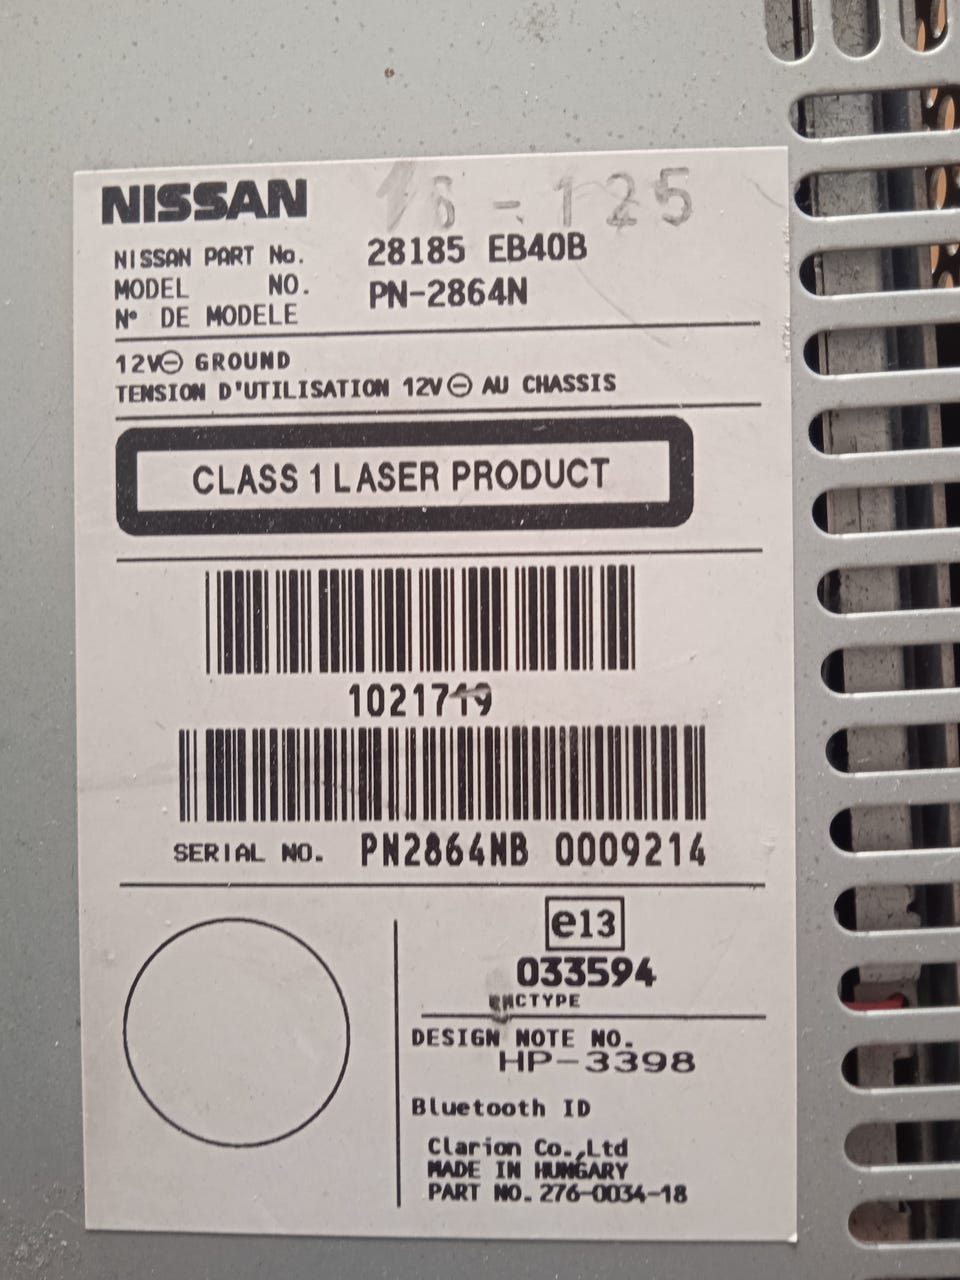 NISSAN
NISSAN PART No. 28185 EB40B
MODEL NO. PN-2864N
N° DE MODELE
12V⊖ GROUND
TENSION D'UTILISATION 12V⊖ AU CHASSIS
CLASS 1 LASER PRODUCT
1021719
SERIAL NO. PN2864NB 0009214
e13
033594
EMCTYPE
DESIGN NOTE NO.
HP-3398
Bluetooth ID
Clarion Co.,Ltd
MADE IN HUNGARY
PART NO. 276-0034-18